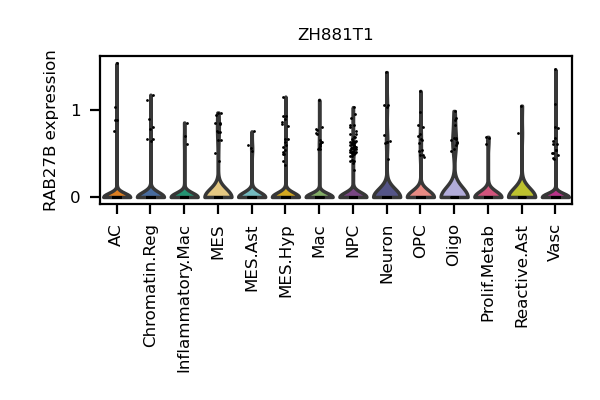 ZH881T1
RAB27B expression
1
0
AC
Chromatin.Reg
Inflammatory.Mac
MES
MES.Ast
MES.Hyp
Mac
NPC
Neuron
OPC
Oligo
Prolif.Metab
Reactive.Ast
Vasc